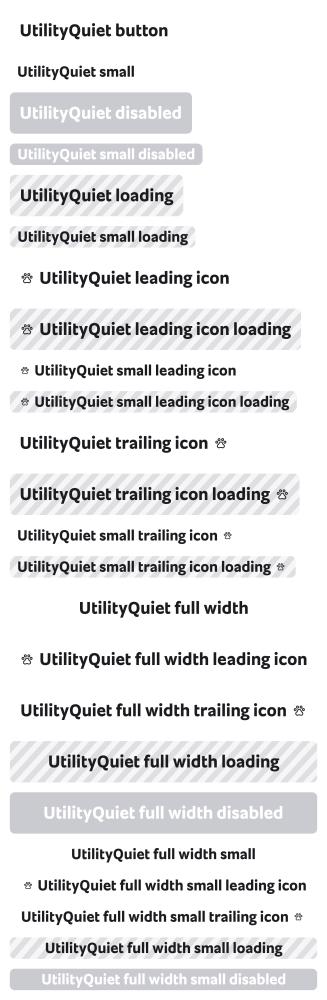 UtilityQuiet button
UtilityQuiet small
UtilityQuiet disabled
UtilityQuiet small disabled
UtilityQuiet loading
UtilityQuiet small loading
UtilityQuiet leading icon
UtilityQuiet leading icon loading
UtilityQuiet small leading icon
UtilityQuiet small leading icon loading
UtilityQuiet trailing icon
UtilityQuiet trailing icon loading
UtilityQuiet small trailing icon
UtilityQuiet small trailing icon loading
UtilityQuiet full width
UtilityQuiet full width leading icon
UtilityQuiet full width trailing icon
UtilityQuiet full width loading
UtilityQuiet full width disabled
UtilityQuiet full width small
UtilityQuiet full width small leading icon
UtilityQuiet full width small trailing icon
UtilityQuiet full width small loading
UtilityQuiet full width small disabled